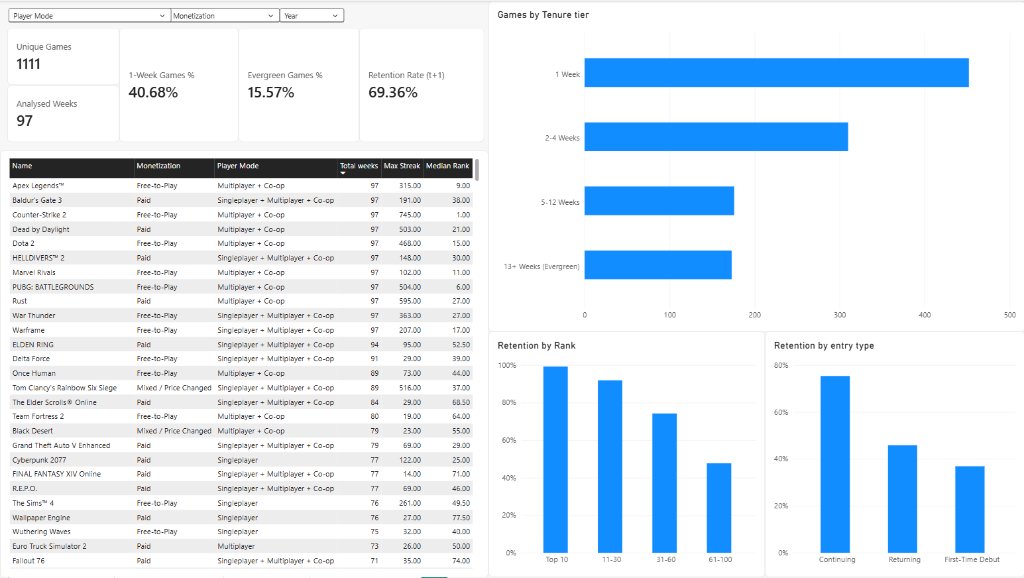 Player Mode Monetization Year
Unique Games
1111
Analysed Weeks
97
1-Week Games %
40.68%
Evergreen Games %
15.57%
Retention Rate (t+1)
69.36%
Name Monetization Player Mode Total weeks Max Streak Median Rank
Apex Legends™ Free-to-Play Multiplayer + Co-op 97 315.00 9.00
Baldur's Gate 3 Paid Singleplayer + Multiplayer + Co-op 97 191.00 38.00
Counter-Strike 2 Free-to-Play Multiplayer + Co-op 97 745.00 1.00
Dead by Daylight Paid Multiplayer + Co-op 97 503.00 21.00
Dota 2 Free-to-Play Multiplayer + Co-op 97 468.00 15.00
HELLDIVERS™ 2 Paid Singleplayer + Multiplayer + Co-op 97 148.00 30.00
Marvel Rivals Free-to-Play Multiplayer + Co-op 97 102.00 11.00
PUBG: BATTLEGROUNDS Free-to-Play Multiplayer + Co-op 97 504.00 6.00
Rust Paid Multiplayer + Co-op 97 595.00 27.00
War Thunder Free-to-Play Singleplayer + Multiplayer + Co-op 97 363.00 27.00
Warframe Free-to-Play Singleplayer + Multiplayer + Co-op 97 207.00 17.00
ELDEN RING Paid Singleplayer + Multiplayer + Co-op 94 95.00 52.50
Delta Force Free-to-Play Singleplayer + Multiplayer + Co-op 91 29.00 39.00
Once Human Free-to-Play Multiplayer + Co-op 89 73.00 44.00
Tom Clancy's Rainbow Six Siege Mixed / Price Changed Singleplayer + Multiplayer + Co-op 89 516.00 37.00
The Elder Scrolls® Online Paid Singleplayer + Multiplayer + Co-op 84 29.00 68.50
Team Fortress 2 Free-to-Play Multiplayer + Co-op 80 19.00 64.00
Black Desert Mixed / Price Changed Multiplayer + Co-op 79 23.00 55.00
Grand Theft Auto V Enhanced Paid Singleplayer + Multiplayer + Co-op 79 69.00 29.00
Cyberpunk 2077 Paid Singleplayer 77 122.00 25.00
FINAL FANTASY XIV Online Paid Singleplayer + Multiplayer + Co-op 77 14.00 71.00
R.E.P.O. Paid Singleplayer + Multiplayer + Co-op 77 69.00 46.00
The Sims™ 4 Free-to-Play Singleplayer 76 261.00 49.50
Wallpaper Engine Paid Singleplayer 76 27.00 77.50
Wuthering Waves Free-to-Play Singleplayer 75 32.00 40.00
Euro Truck Simulator 2 Paid Multiplayer 73 26.00 50.00
Fallout 76 Paid Singleplayer + Multiplayer + Co-op 71 35.00 74.00
Games by Tenure tier
1 Week
2-4 Weeks
5-12 Weeks
13+ Weeks (Evergreen)
0 100 200 300 400 500
Retention by Rank
100%
80%
60%
40%
20%
0%
Top 10 11-30 31-60 61-100
Retention by entry type
80%
60%
40%
20%
0%
Continuing Returning First-Time Debut